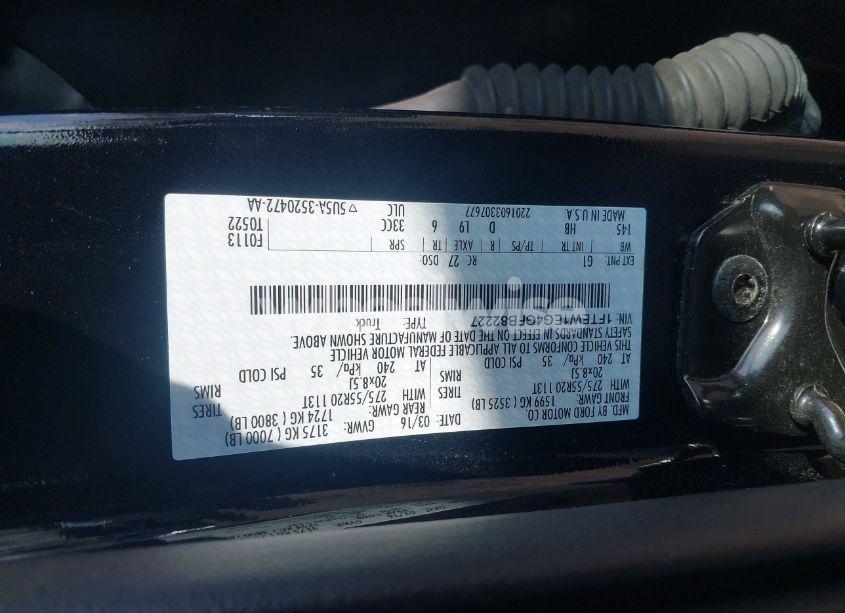 MFD. BY FORD MOTOR CO.
DATE: 03/16 GVWR: 3175 KG ( 7000 LB)
FRONT GAWR: 1599 KG ( 3525 LB) REAR GAWR: 1724 KG ( 3800 LB)
WITH 275/55R20 113T TIRES WITH 275/55R20 113T TIRES
20x8.5J RIMS 20x8.5J RIMS
AT 240 kPa/ 35 PSI COLD AT 240 kPa/ 35 PSI COLD
THIS VEHICLE CONFORMS TO ALL APPLICABLE FEDERAL MOTOR VEHICLE
SAFETY STANDARDS IN EFFECT ON THE DATE OF MANUFACTURE SHOWN ABOVE.
VIN: 1FTEW1EG4GFB82227 TYPE: Truck
EXT PNT: G1 RC: 27 DSO: F0113
WB INT TR TP/PS R AXLE TR SPR T0522
145 HB D L9 6 33CC
MADE IN U.S.A. 2201603307677 ULC ▽5U5A-3520472-AA